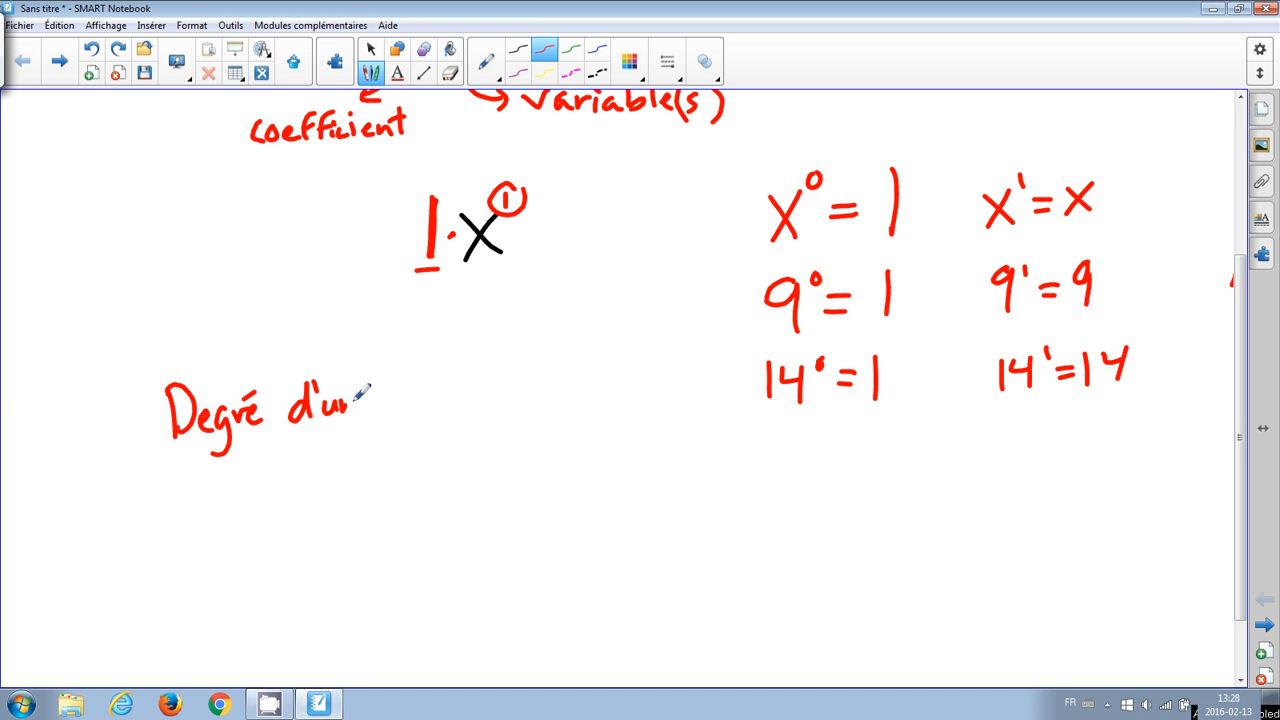 Sans titre * - SMART Notebook
Fichier Édition Affichage Insérer Format Outils Modules complémentaires Aide
variable(s)
coefficient
1·x¹
x⁰ = 1
x¹ = x
9⁰ = 1
9¹ = 9
14⁰ = 1
14¹ = 14
Degré d'un
FR
13:28
2016-02-13